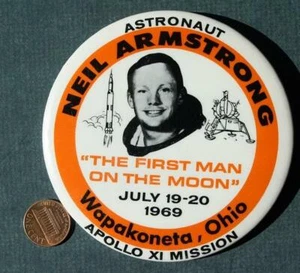 ASTRONAUT
NEIL ARMSTRONG
"THE FIRST MAN
ON THE MOON"
JULY 19-20
1969
Wapakoneta, Ohio
APOLLO XI MISSION